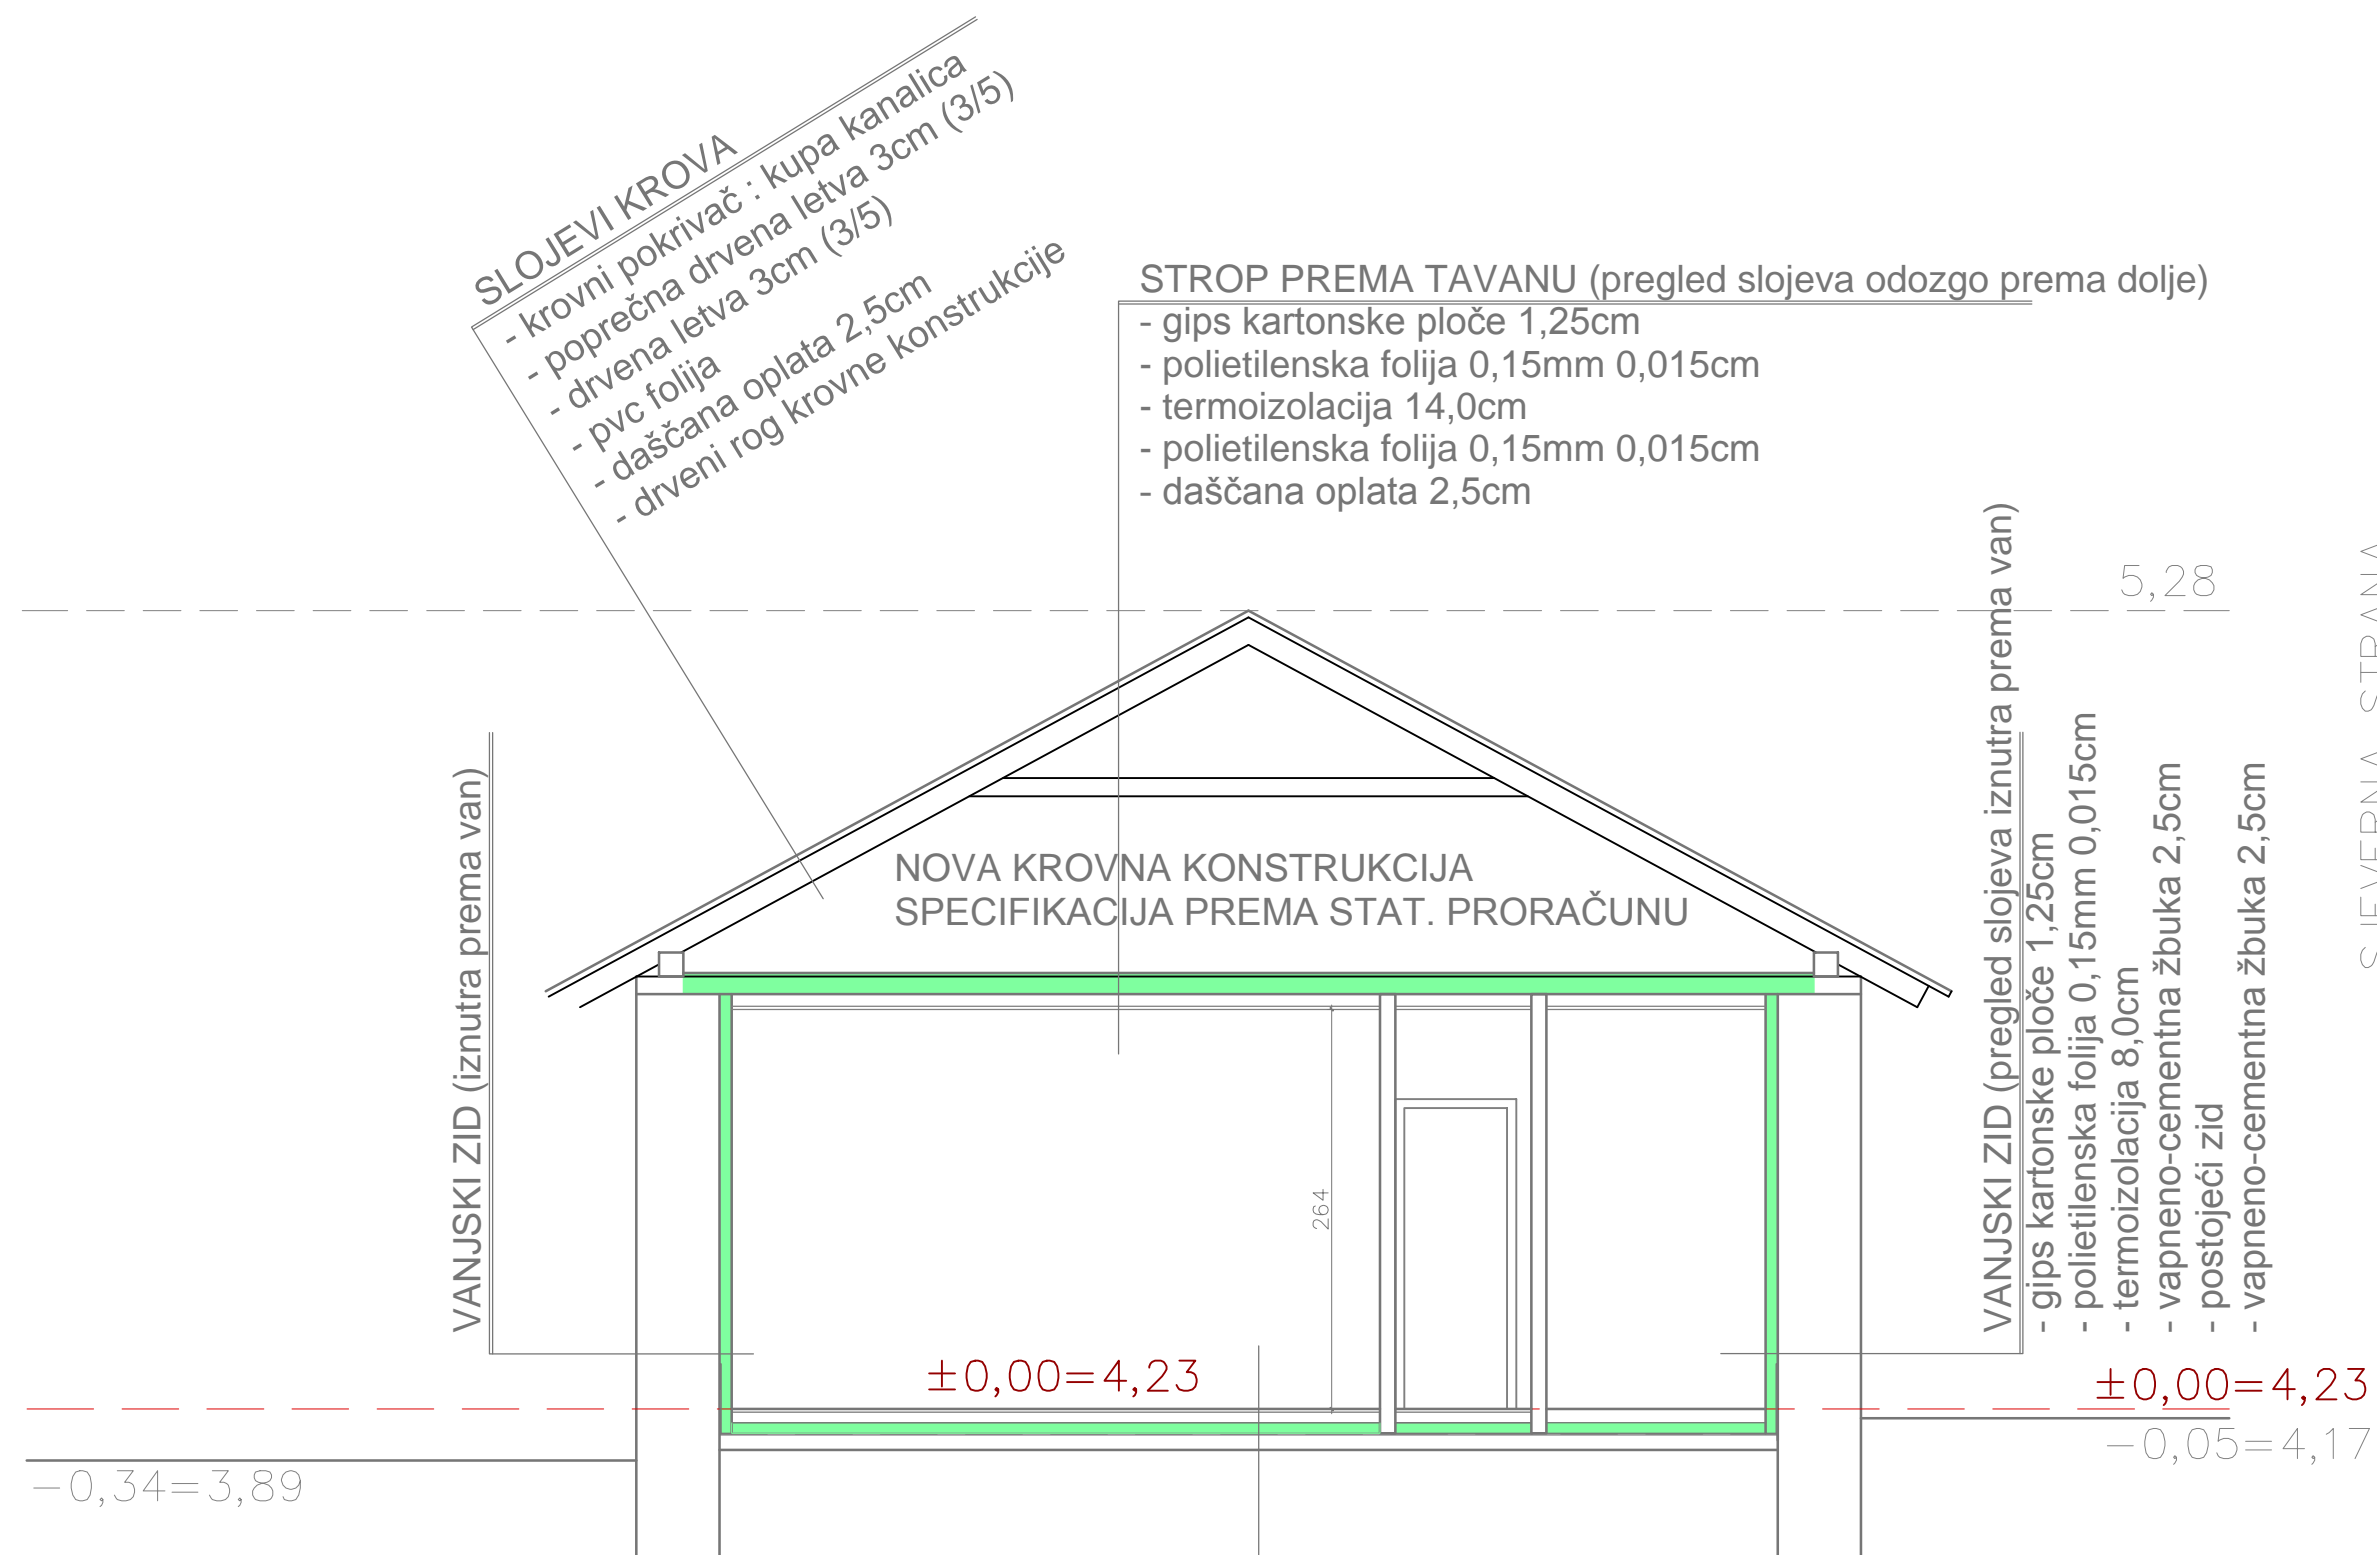 SLOJEVI KROVA
- krovni pokrivač : kupa kanalica
- poprečna drvena letva 3cm (3/5)
- drvena letva 3cm (3/5)
- pvc folija
- daščana oplata 2,5cm
- drveni rog krovne konstrukcije
STROP PREMA TAVANU (pregled slojeva odozgo prema dolje)
- gips kartonske ploče 1,25cm
- polietilenska folija 0,15mm 0,015cm
- termoizolacija 14,0cm
- polietilenska folija 0,15mm 0,015cm
- daščana oplata 2,5cm
5,28
NOVA KROVNA KONSTRUKCIJA
SPECIFIKACIJA PREMA STAT. PRORAČUNU
VANJSKI ZID (iznutra prema van)
264
VANJSKI ZID (pregled slojeva iznutra prema van)
- gips kartonske ploče 1,25cm
- polietilenska folija 0,15mm 0,015cm
- termoizolacija 8,0cm
- vapneno-cementna žbuka 2,5cm
- postojeći zid
- vapneno-cementna žbuka 2,5cm
SJEVERNA STRANA
±0,00=4,23
±0,00=4,23
-0,05=4,17
-0,34=3,89